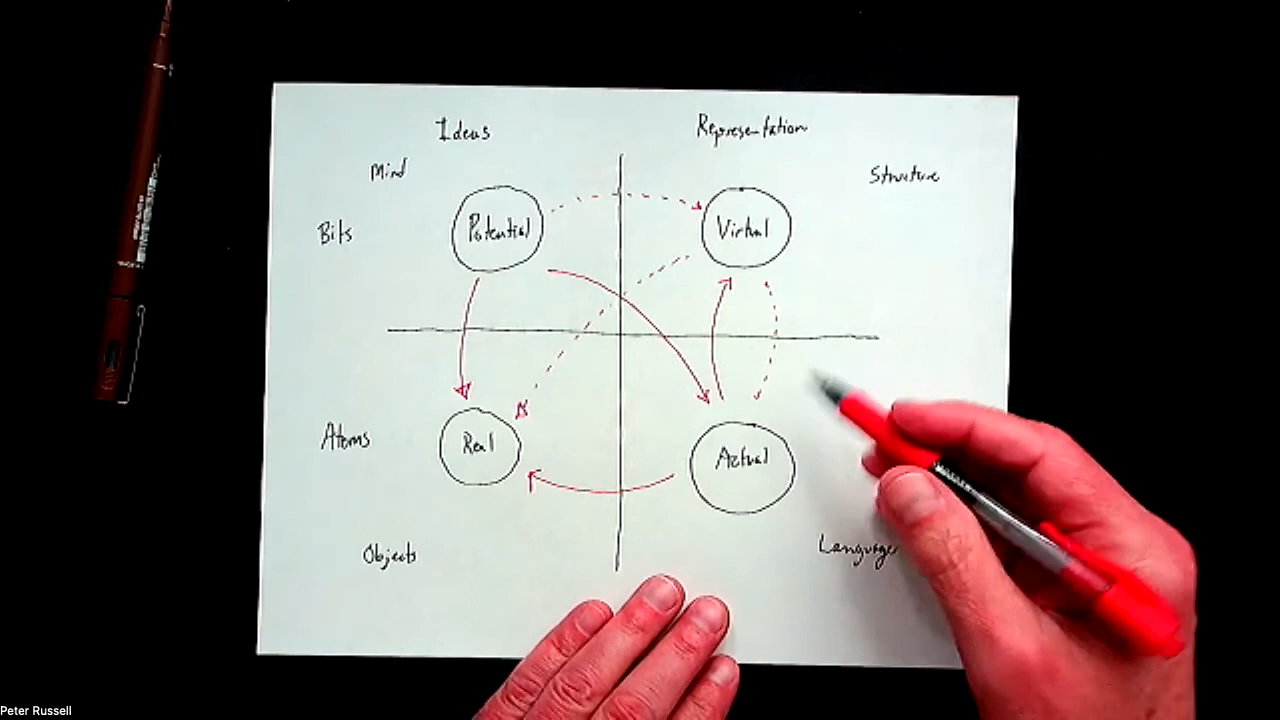 Ideas
Representation
Mind
Structure
Bits
Potential
Virtual
Atoms
Real
Actual
Objects
Language
Peter Russell